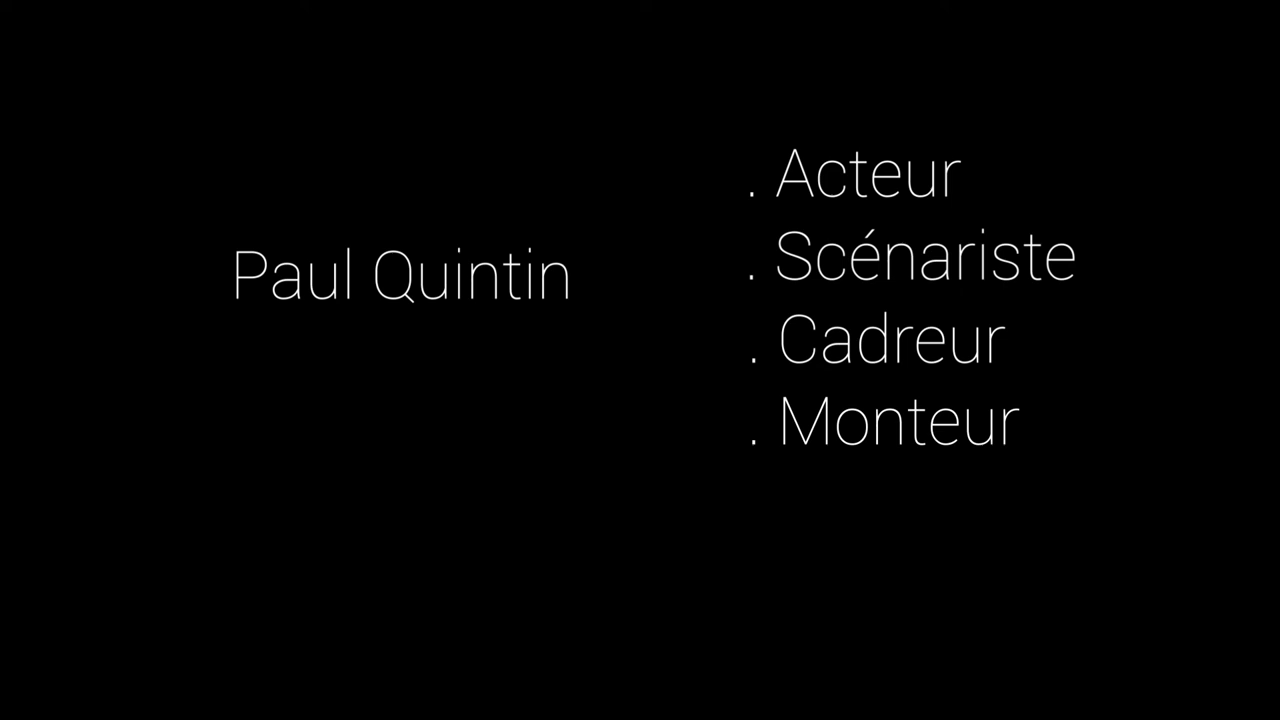 Paul Quintin
. Acteur
. Scénariste
. Cadreur
. Monteur